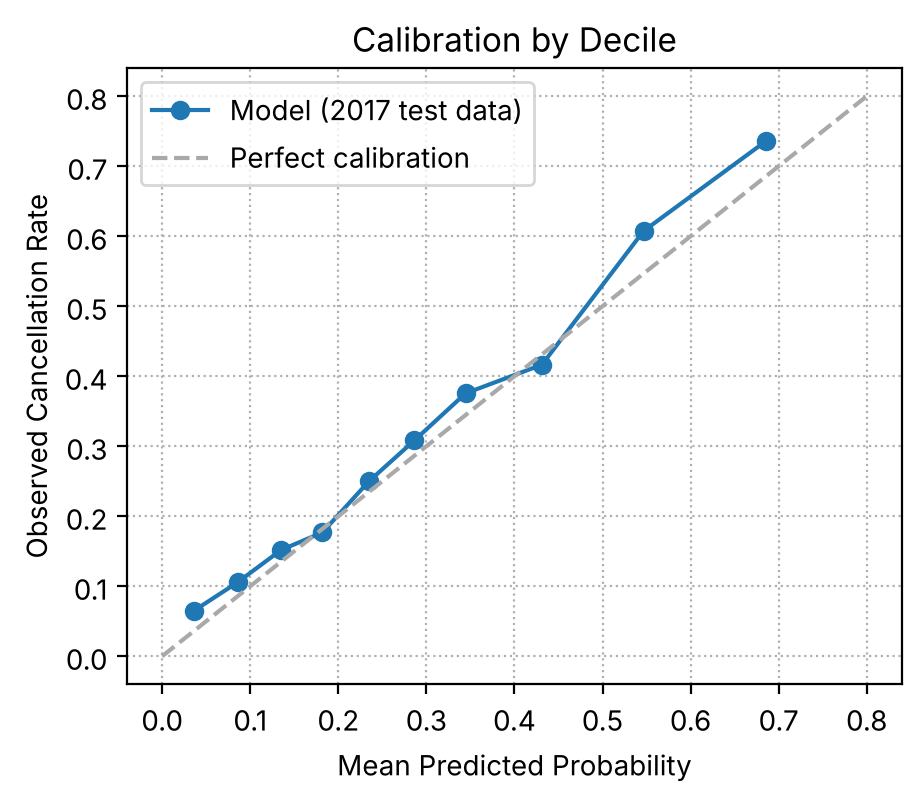 Calibration by Decile
Model (2017 test data)
Perfect calibration
Observed Cancellation Rate
0.8
0.7
0.6
0.5
0.4
0.3
0.2
0.1
0.0
0.0 0.1 0.2 0.3 0.4 0.5 0.6 0.7 0.8
Mean Predicted Probability